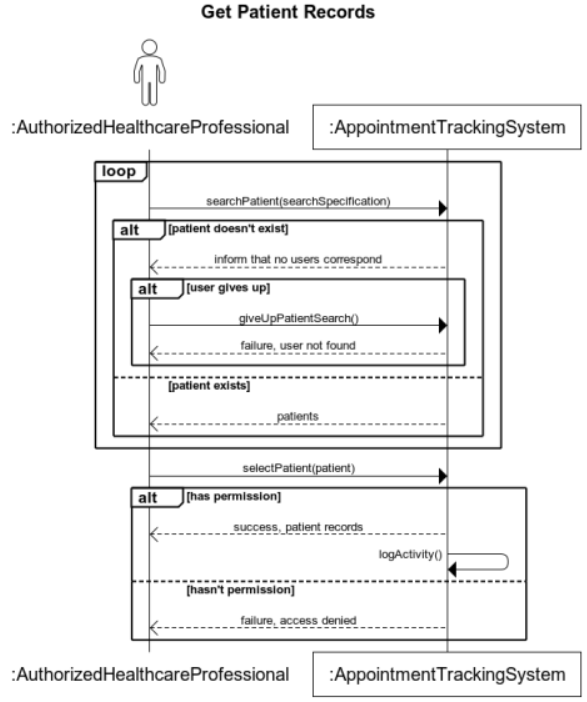 Get Patient Records
:AuthorizedHealthcareProfessional :AppointmentTrackingSystem
loop
searchPatient(searchSpecification)
alt [patient doesn't exist]
inform that no users correspond
alt [user gives up]
giveUpPatientSearch()
failure, user not found
[patient exists]
patients
selectPatient(patient)
alt [has permission]
success, patient records
logActivity()
[hasn't permission]
failure, access denied
:AuthorizedHealthcareProfessional :AppointmentTrackingSystem